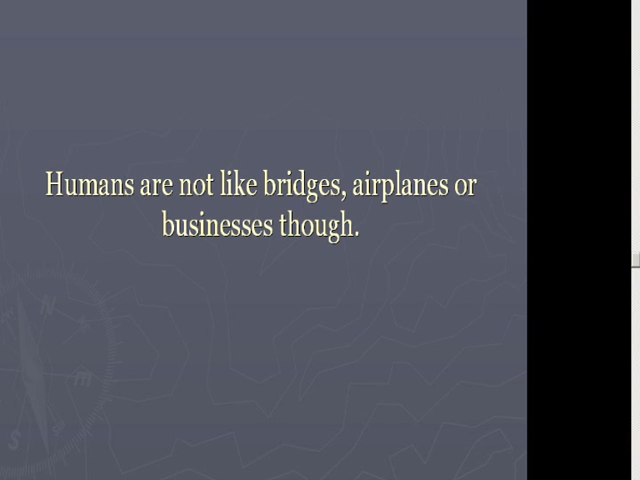 Humans are not like bridges, airplanes or
businesses though.
N
S